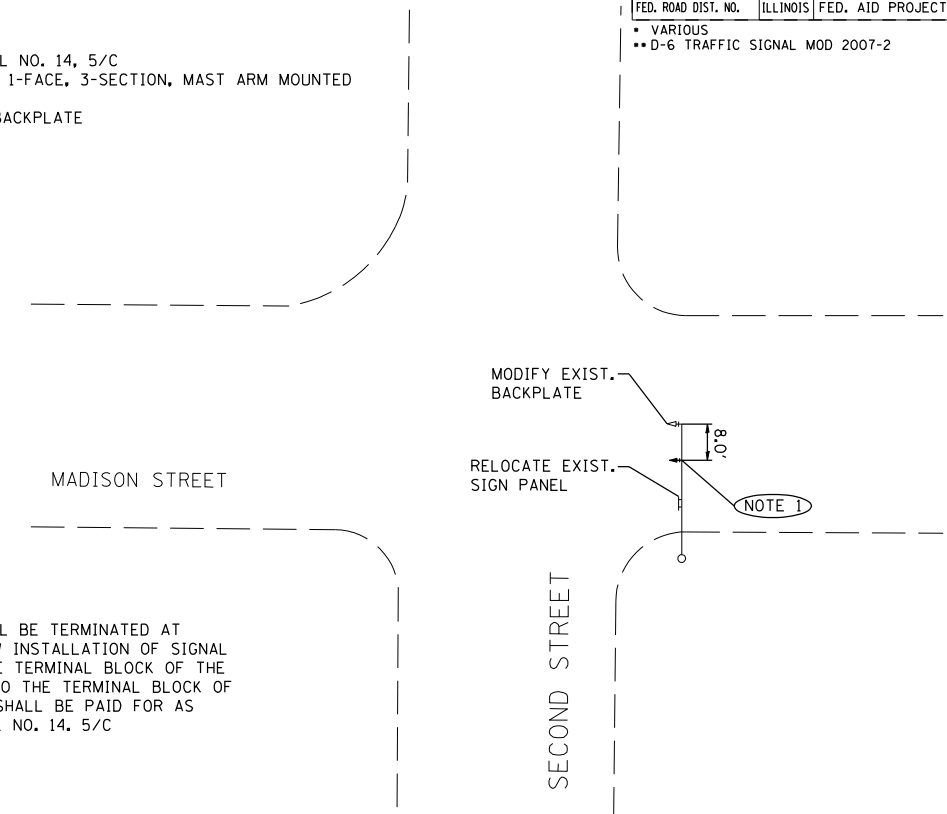 FED. ROAD DIST. NO. ILLINOIS FED. AID PROJECT
* VARIOUS
** D-6 TRAFFIC SIGNAL MOD 2007-2
L NO. 14, 5/C
1-FACE, 3-SECTION, MAST ARM MOUNTED
BACKPLATE
MODIFY EXIST.
BACKPLATE
8.0'
RELOCATE EXIST.
SIGN PANEL
NOTE 1
MADISON STREET
SECOND STREET
L BE TERMINATED AT
INSTALLATION OF SIGNAL
E TERMINAL BLOCK OF THE
O THE TERMINAL BLOCK OF
SHALL BE PAID FOR AS
NO. 14. 5/C